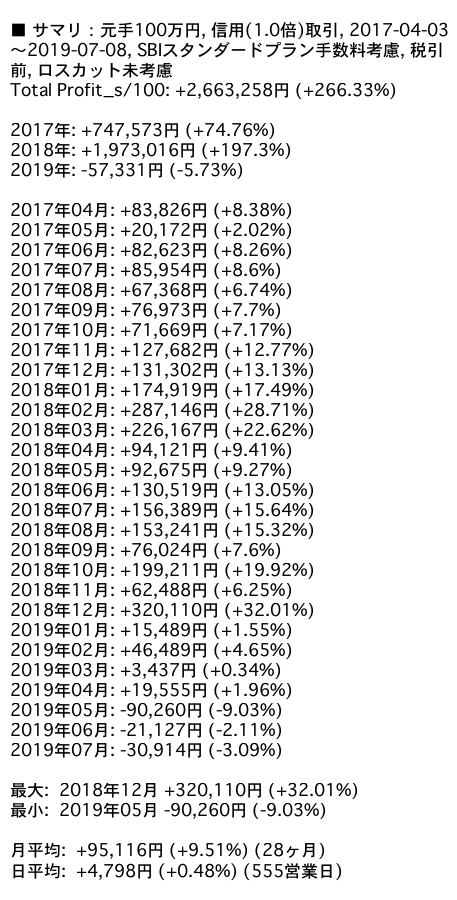 ■ サマリ：元手100万円, 信用(1.0倍)取引, 2017-04-03
～2019-07-08, SBIスタンダードプラン手数料考慮, 税引
前, ロスカット未考慮
Total Profit_s/100: +2,663,258円 (+266.33%)
2017年: +747,573円 (+74.76%)
2018年: +1,973,016円 (+197.3%)
2019年: -57,331円 (-5.73%)
2017年04月: +83,826円 (+8.38%)
2017年05月: +20,172円 (+2.02%)
2017年06月: +82,623円 (+8.26%)
2017年07月: +85,954円 (+8.6%)
2017年08月: +67,368円 (+6.74%)
2017年09月: +76,973円 (+7.7%)
2017年10月: +71,669円 (+7.17%)
2017年11月: +127,682円 (+12.77%)
2017年12月: +131,302円 (+13.13%)
2018年01月: +174,919円 (+17.49%)
2018年02月: +287,146円 (+28.71%)
2018年03月: +226,167円 (+22.62%)
2018年04月: +94,121円 (+9.41%)
2018年05月: +92,675円 (+9.27%)
2018年06月: +130,519円 (+13.05%)
2018年07月: +156,389円 (+15.64%)
2018年08月: +153,241円 (+15.32%)
2018年09月: +76,024円 (+7.6%)
2018年10月: +199,211円 (+19.92%)
2018年11月: +62,488円 (+6.25%)
2018年12月: +320,110円 (+32.01%)
2019年01月: +15,489円 (+1.55%)
2019年02月: +46,489円 (+4.65%)
2019年03月: +3,437円 (+0.34%)
2019年04月: +19,555円 (+1.96%)
2019年05月: -90,260円 (-9.03%)
2019年06月: -21,127円 (-2.11%)
2019年07月: -30,914円 (-3.09%)
最大: 2018年12月 +320,110円 (+32.01%)
最小: 2019年05月 -90,260円 (-9.03%)
月平均: +95,116円 (+9.51%) (28ヶ月)
日平均: +4,798円 (+0.48%) (555営業日)